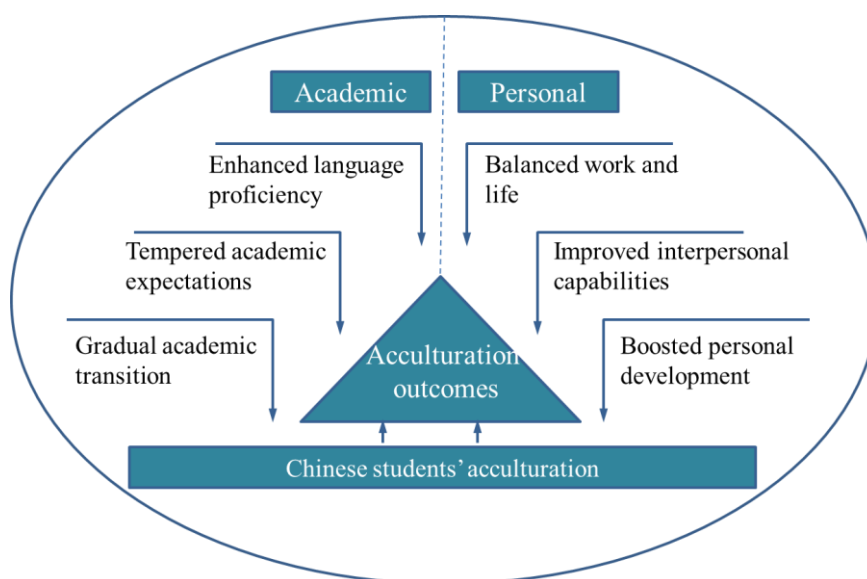 Academic
Personal
Enhanced language
proficiency
Balanced work and
life
Tempered academic
expectations
Improved interpersonal
capabilities
Gradual academic
transition
Boosted personal
development
Acculturation
outcomes
Chinese students’ acculturation